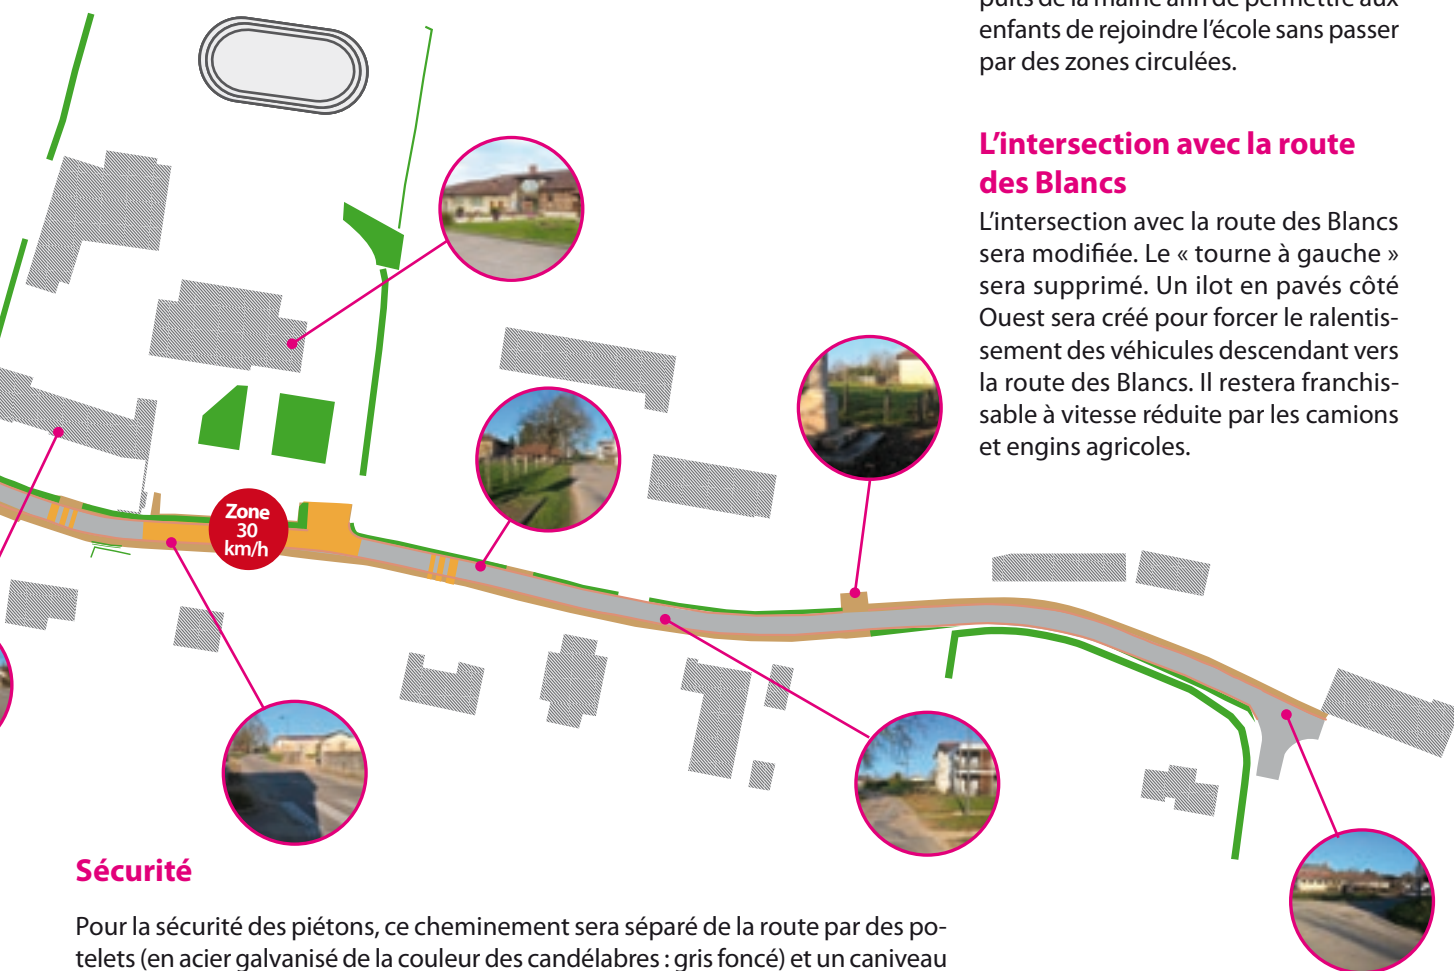 puits de la mairie afin de permettre aux
enfants de rejoindre l’école sans passer
par des zones circulées.
L’intersection avec la route
des Blancs
L’intersection avec la route des Blancs
sera modifiée. Le « tourne à gauche »
sera supprimé. Un ilot en pavés côté
Ouest sera créé pour forcer le ralentis-
sement des véhicules descendant vers
la route des Blancs. Il restera franchis-
sable à vitesse réduite par les camions
et engins agricoles.
Zone
30
km/h
Sécurité
Pour la sécurité des piétons, ce cheminement sera séparé de la route par des po-
telets (en acier galvanisé de la couleur des candélabres : gris foncé) et un caniveau